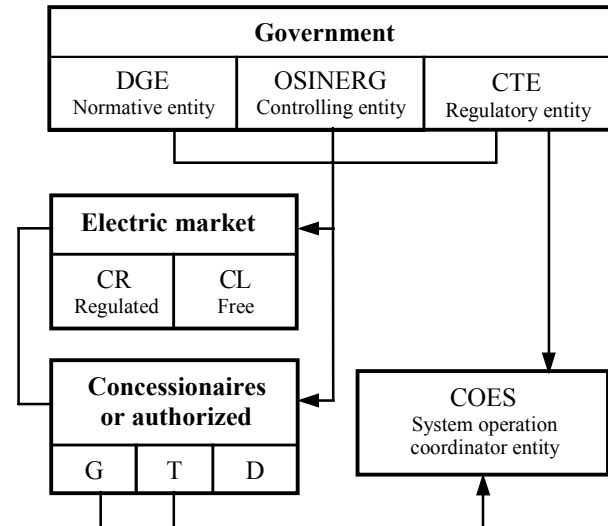 Government
DGE
Normative entity
OSINERG
Controlling entity
CTE
Regulatory entity
Electric market
CR
Regulated
CL
Free
Concessionaires
or authorized
G
T
D
COES
System operation
coordinator entity